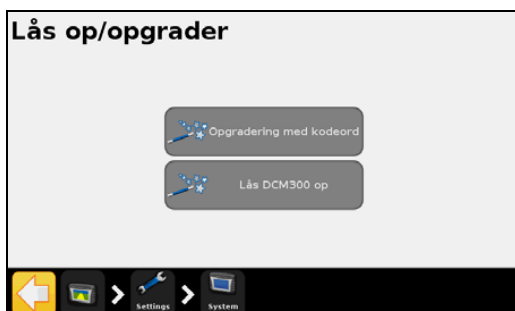 Lås op/opgrader
Opgradering med kodeord
Lås DCM300 op
Settings
System